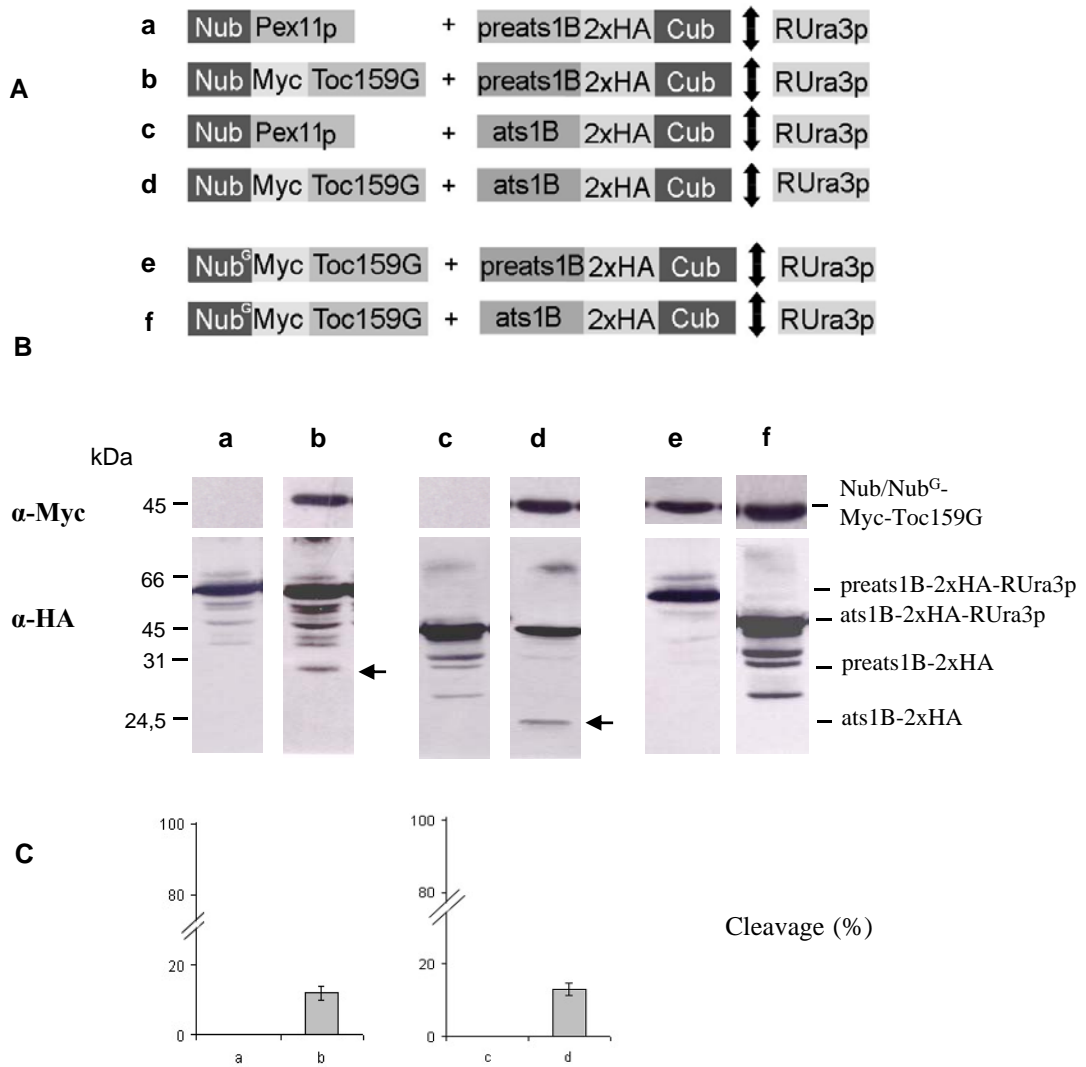 A
a Nub Pex11p + preats1B 2xHA Cub RUra3p
b Nub Myc Toc159G + preats1B 2xHA Cub RUra3p
c Nub Pex11p + ats1B 2xHA Cub RUra3p
d Nub Myc Toc159G + ats1B 2xHA Cub RUra3p
e Nub^G Myc Toc159G + preats1B 2xHA Cub RUra3p
f Nub^G Myc Toc159G + ats1B 2xHA Cub RUra3p
B
kDa a b c d e f
α-Myc 45 Nub/Nub^G-
Myc-Toc159G
α-HA
66 preats1B-2xHA-RUra3p
45 ats1B-2xHA-RUra3p
31 preats1B-2xHA
24,5 ats1B-2xHA
C
100 100
80 80
20 20
0 0
a b c d
Cleavage (%)